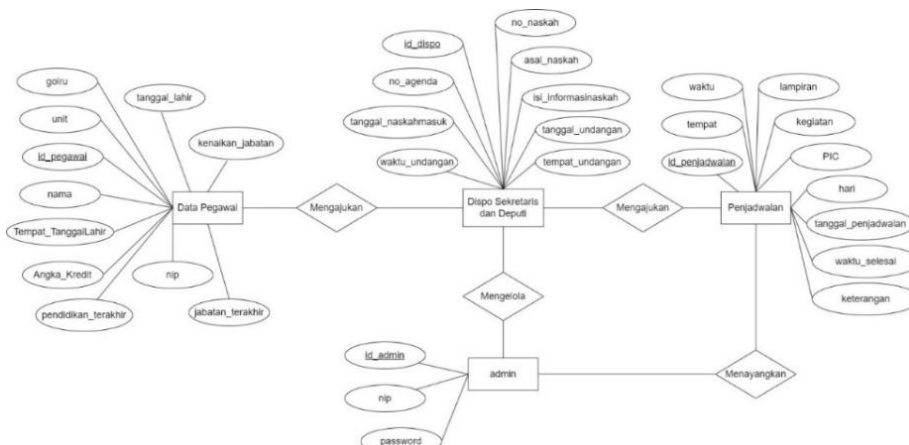 golru
unit
id_pegawai
nama
Tempat_TanggalLahir
Angka_Kredit
pendidikan_terakhir
tanggal_lahir
kenaikan_jabatan
Data Pegawai
nip
jabatan_terakhir
Mengajukan
no_naskah
id_dispo
asal_naskah
no_agenda
isi_informasinaskah
tanggal_naskahmasuk
tanggal_undangan
waktu_undangan
tempat_undangan
Dispo Sekretaris
dan Deputi
Mengajukan
waktu
lampiran
tempat
kegiatan
id_penjadwalan
PIC
hari
Penjadwalan
tanggal_penjadwalan
waktu_selesai
keterangan
Mengelola
id_admin
admin
nip
password
Menayangkan